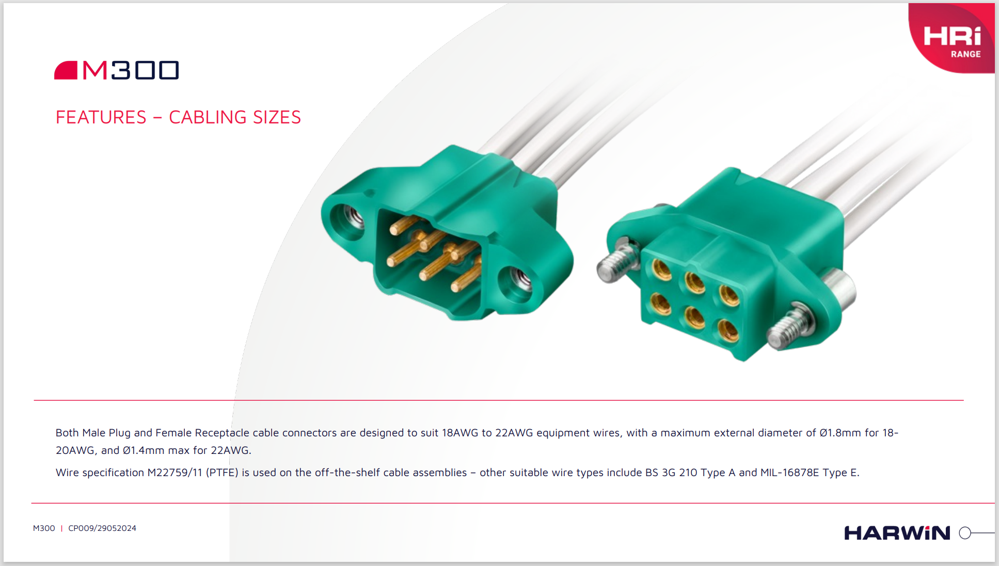 HRi
RANGE
M300
FEATURES – CABLING SIZES
Both Male Plug and Female Receptacle cable connectors are designed to suit 18AWG to 22AWG equipment wires, with a maximum external diameter of Ø1.8mm for 18-
20AWG, and Ø1.4mm max for 22AWG.
Wire specification M22759/11 (PTFE) is used on the off-the-shelf cable assemblies – other suitable wire types include BS 3G 210 Type A and MIL-16878E Type E.
M300 | CP009/29052024
HARWiN